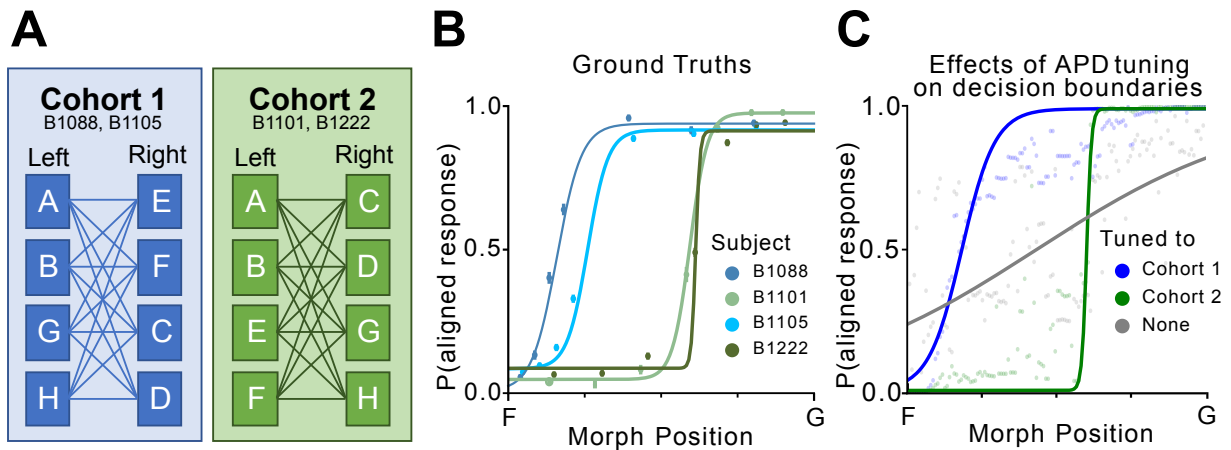 A
Cohort 1
B1088, B1105
Left Right
A E
B F
G C
H D
Cohort 2
B1101, B1222
Left Right
A C
B D
E G
F H
B
Ground Truths
P(aligned response)
1.0
0.5
0.0
F G
Morph Position
Subject
B1088
B1101
B1105
B1222
C
Effects of APD tuning
on decision boundaries
P(aligned response)
1.0
0.5
0.0
F G
Morph Position
Tuned to
Cohort 1
Cohort 2
None